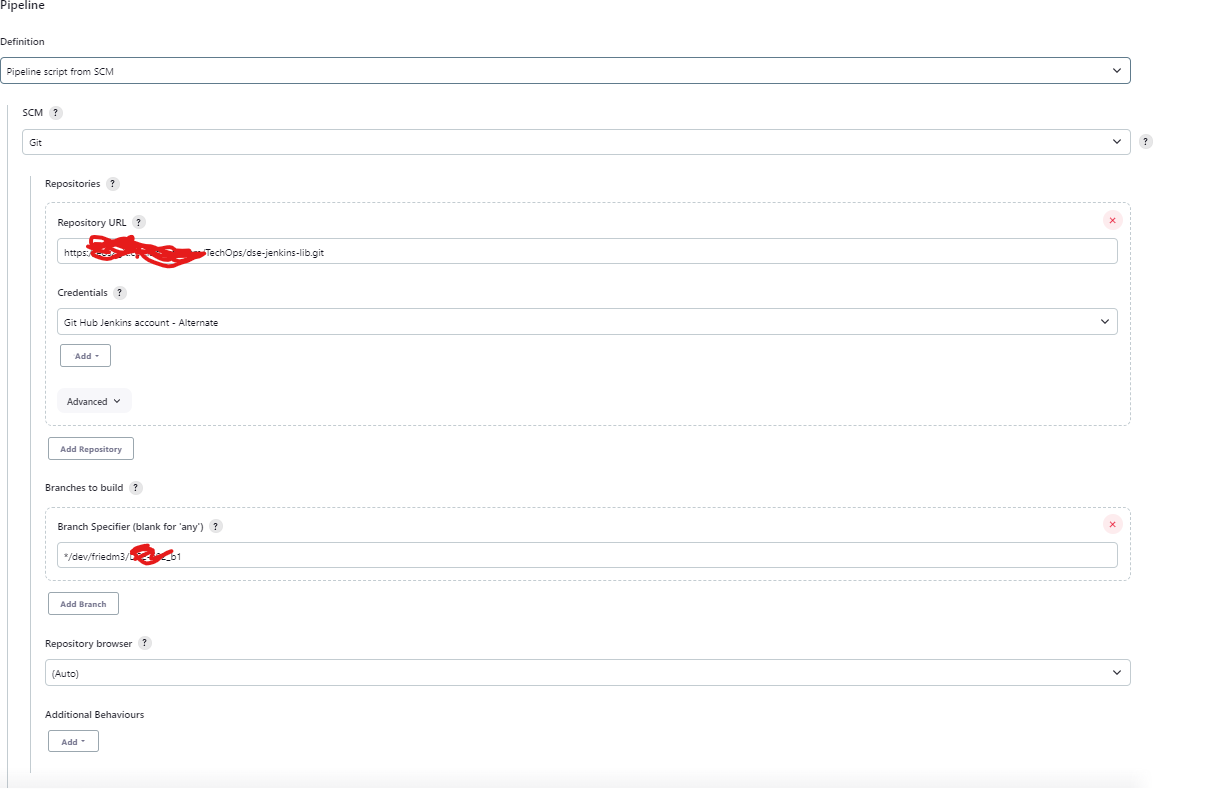 Pipeline
Definition
Pipeline script from SCM
SCM ?
Git
?
Repositories ?
Repository URL ?
https:/TechOps/dse-jenkins-lib.git
Credentials ?
Git Hub Jenkins account - Alternate
Add
Advanced
Add Repository
Branches to build ?
Branch Specifier (blank for 'any') ?
*/dev/friedm3/_b1
Add Branch
Repository browser ?
(Auto)
Additional Behaviours
Add